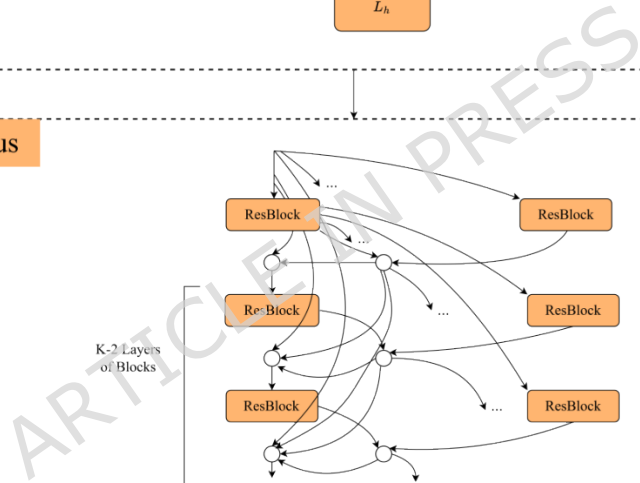 L_h
us
...
ResBlock
ResBlock
...
ResBlock
ResBlock
...
K-2 Layers
of Blocks
ResBlock
ResBlock
...
ARTICLE IN PRESS